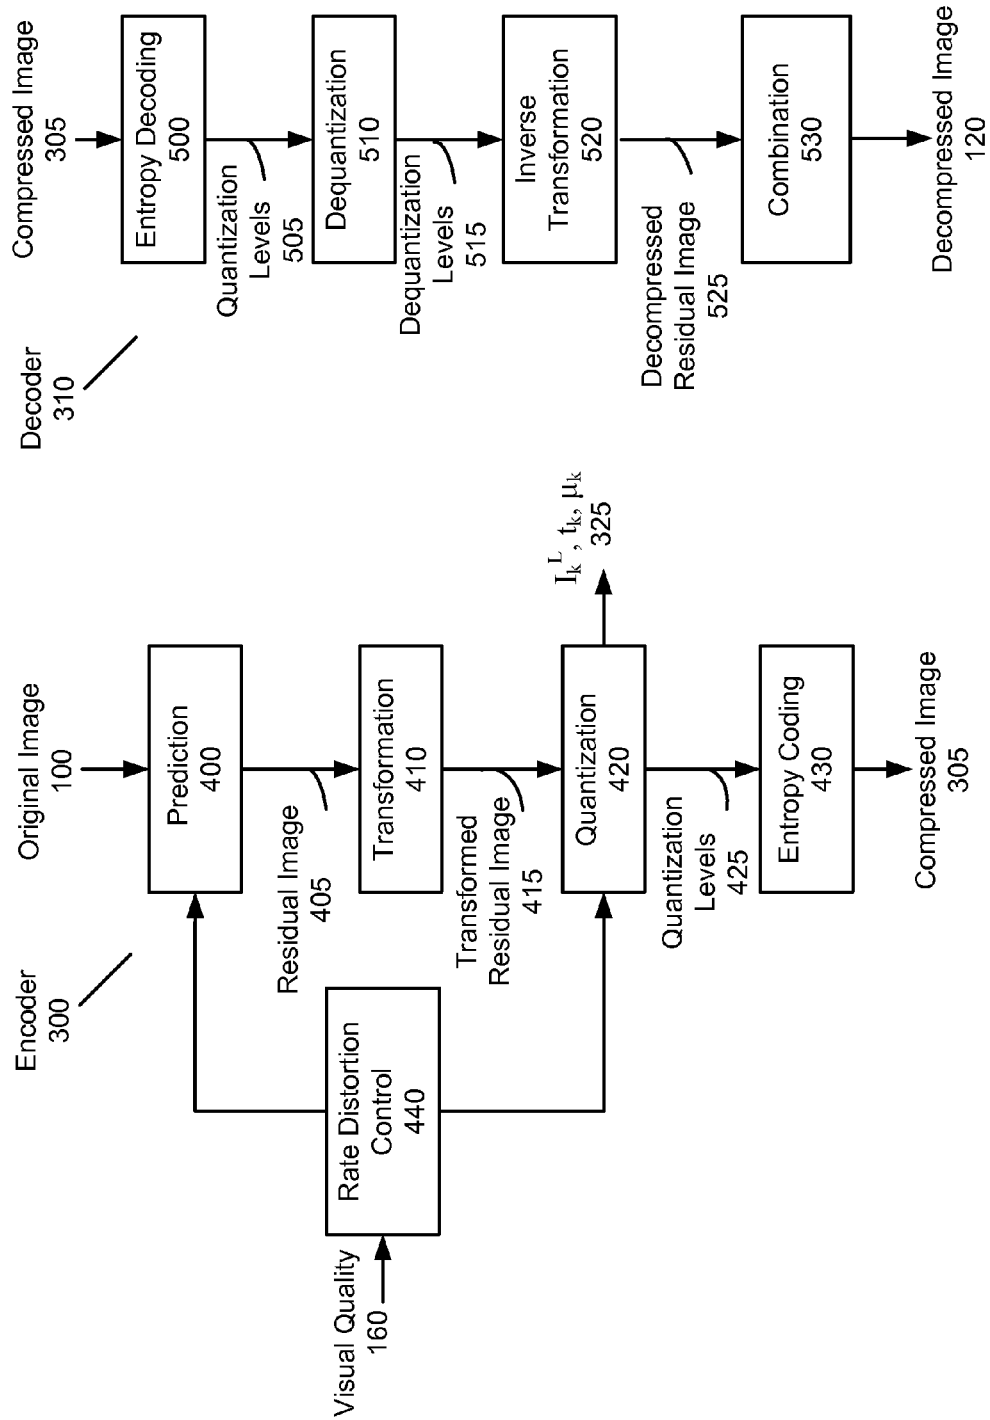 Encoder
300
Original Image
100
Prediction
400
Residual Image
405
Transformation
410
Transformed
Residual Image
415
Visual Quality
160
Rate Distortion
Control
440
Quantization
420
I_k^L, t_k, μ_k
325
Quantization
Levels
425
Entropy Coding
430
Compressed Image
305
Decoder
310
Compressed Image
305
Entropy Decoding
500
Quantization
Levels
505
Dequantization
510
Dequantization
Levels
515
Inverse
Transformation
520
Decompressed
Residual Image
525
Combination
530
Decompressed Image
120